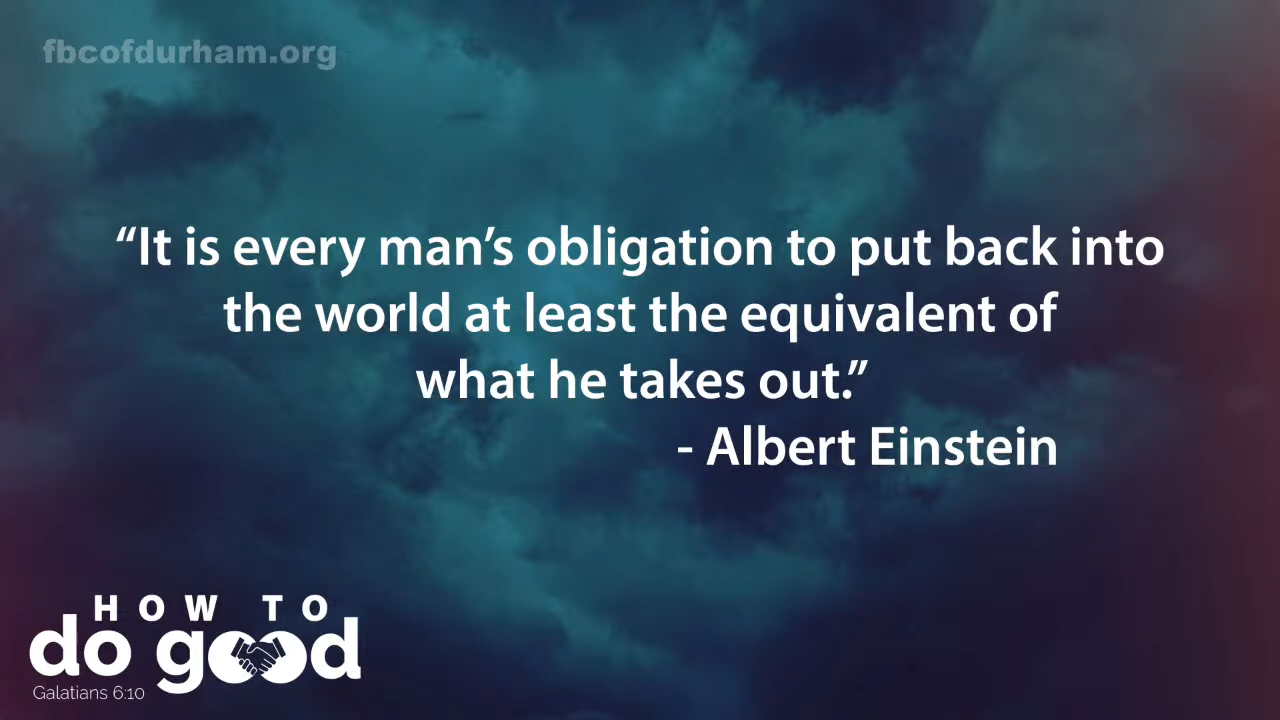 fbcofdurham.org
“It is every man’s obligation to put back into
the world at least the equivalent of
what he takes out.”
- Albert Einstein
HOW TO
do good
Galatians 6:10